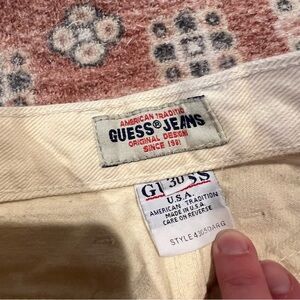 AMERICAN TRADITION
GUESS® JEANS
ORIGINAL DESIGN
SINCE 1981
30
U.S.A.
AMERICAN TRADITION
MADE IN U.S.A.
CARE ON REVERSE